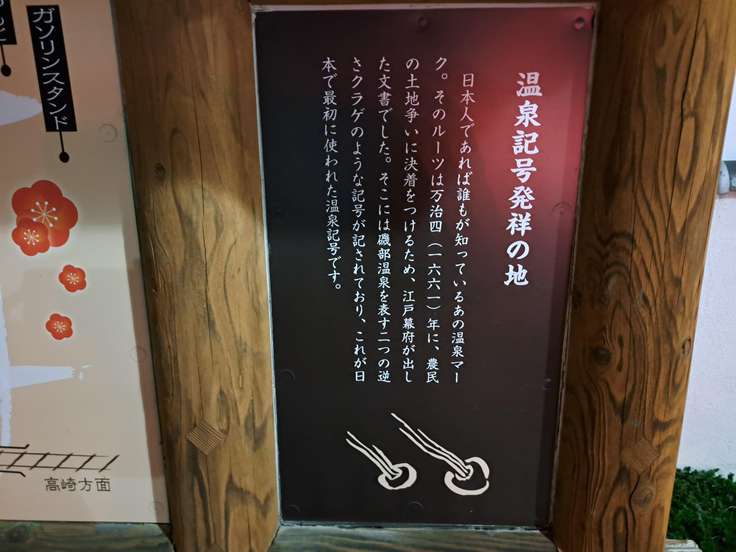 温泉記号発祥の地
日本人であれば誰もが知っているあの温泉マー
ク。そのルーツは万治四（一六六一）年に、農民
の土地争いに決着をつけるため、江戸幕府が出し
た文書でした。そこには磯部温泉を表す二つの逆
さクラゲのような記号が記されており、これが日
本で最初に使われた温泉記号です。
ガソリンスタンド
高崎方面